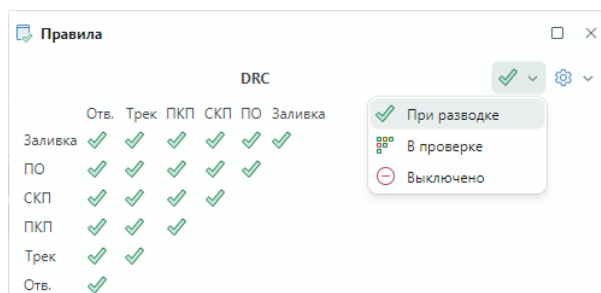 Правила
DRC
Отв. Трек ПКП СКП ПО Заливка
При разводке
Заливка
В проверке
ПО
Выключено
СКП
ПКП
Трек
Отв.